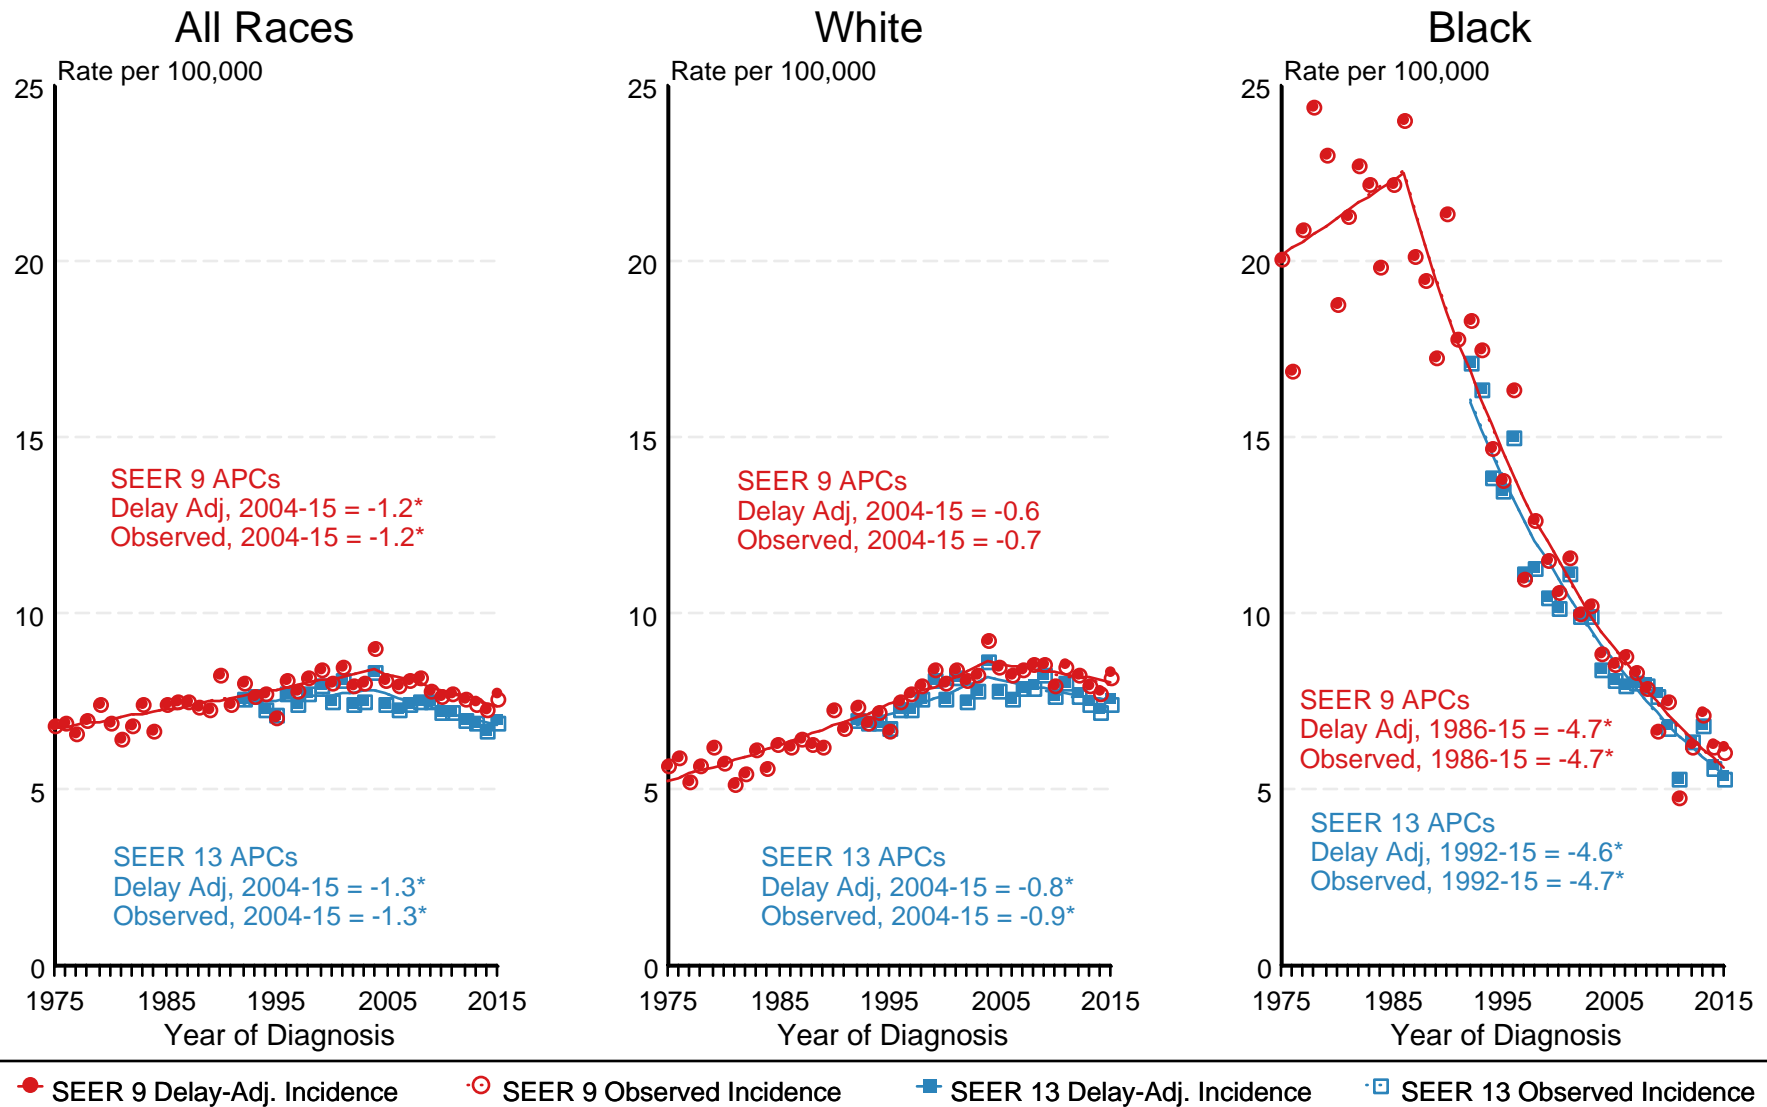 All Races
Rate per 100,000
25
20
15
10
5
0
SEER 9 APCs
Delay Adj, 2004-15 = -1.2*
Observed, 2004-15 = -1.2*
SEER 13 APCs
Delay Adj, 2004-15 = -1.3*
Observed, 2004-15 = -1.3*
1975 1985 1995 2005 2015
Year of Diagnosis
White
Rate per 100,000
25
20
15
10
5
0
SEER 9 APCs
Delay Adj, 2004-15 = -0.6
Observed, 2004-15 = -0.7
SEER 13 APCs
Delay Adj, 2004-15 = -0.8*
Observed, 2004-15 = -0.9*
1975 1985 1995 2005 2015
Year of Diagnosis
Black
Rate per 100,000
25
20
15
10
5
0
SEER 9 APCs
Delay Adj, 1986-15 = -4.7*
Observed, 1986-15 = -4.7*
SEER 13 APCs
Delay Adj, 1992-15 = -4.6*
Observed, 1992-15 = -4.7*
1975 1985 1995 2005 2015
Year of Diagnosis
SEER 9 Delay-Adj. Incidence
SEER 9 Observed Incidence
SEER 13 Delay-Adj. Incidence
SEER 13 Observed Incidence